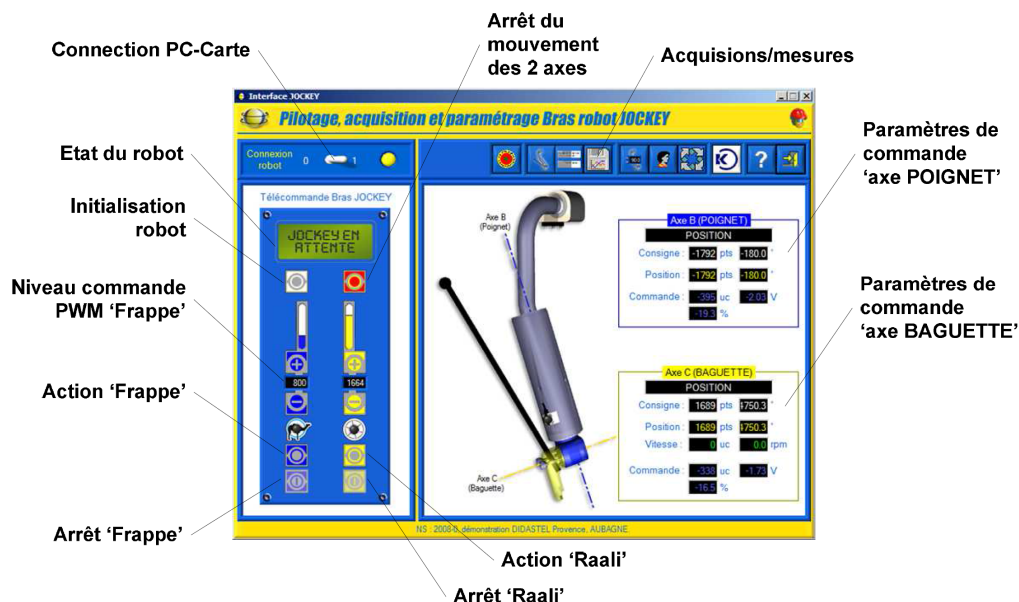 Arrêt du
mouvement
des 2 axes
Connection PC-Carte
Acquisions/mesures
Interface JOCKEY
Pilotage, acquisition et paramétrage Bras robot JOCKEY
Paramètres de
commande
‘axe POIGNET’
Etat du robot
Connexion
robot
0
1
Télécommande Bras JOCKEY
JOCKEY EN
ATTENTE
Initialisation
robot
Axe B
(Poignet)
Axe B (POIGNET)
POSITION
Consigne : -1792 pts -180.0 °
Position : -1792 pts -180.0 °
Commande : -395 uc -2.03 V
-19.3 %
Niveau commande
PWM ‘Frappe’
Paramètres de
commande
‘axe BAGUETTE’
800
1664
Action ‘Frappe’
Axe C (BAGUETTE)
POSITION
Consigne : 1689 pts 4750.3 °
Position : 1689 pts 4750.3 °
Vitesse : 0 uc 0.0 rpm
Commande : -338 uc -1.73 V
-16.5 %
Axe C
(Baguette)
Arrêt ‘Frappe’
NS : 2008-0, démonstration DIDASTEL Provence, AUBAGNE
Action ‘Raali’
Arrêt ‘Raali’